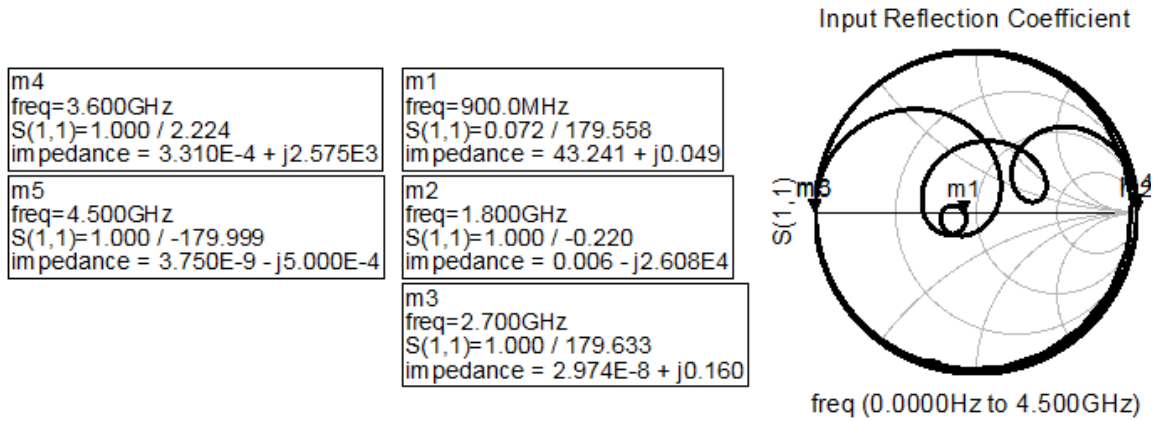 Input Reflection Coefficient
m4
freq=3.600GHz
S(1,1)=1.000 / 2.224
impedance = 3.310E-4 + j2.575E3
m1
freq=900.0MHz
S(1,1)=0.072 / 179.558
impedance = 43.241 + j0.049
m5
freq=4.500GHz
S(1,1)=1.000 / -179.999
impedance = 3.750E-9 - j5.000E-4
m2
freq=1.800GHz
S(1,1)=1.000 / -0.220
impedance = 0.006 - j2.608E4
m3
freq=2.700GHz
S(1,1)=1.000 / 179.633
impedance = 2.974E-8 + j0.160
S(1,1)
m3
m1
freq (0.0000Hz to 4.500GHz)